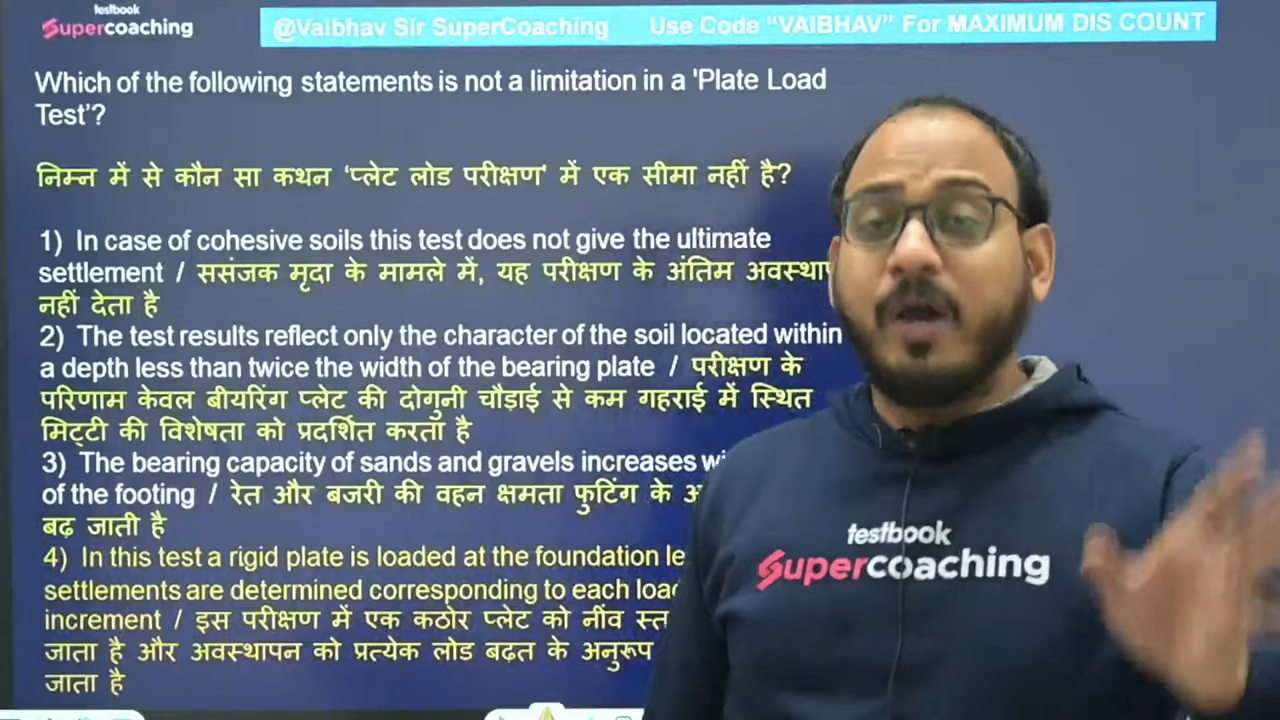 testbook
Supercoaching
@Vaibhav Sir SuperCoaching Use Code “VAIBHAV” For MAXIMUM DIS COUNT
Which of the following statements is not a limitation in a 'Plate Load
Test'?
निम्न में से कौन सा कथन 'प्लेट लोड परीक्षण' में एक सीमा नहीं है?
1) In case of cohesive soils this test does not give the ultimate
settlement / ससंजक मृदा के मामले में, यह परीक्षण के अंतिम
नहीं देता है
2) The test results reflect only the character of the soil located within
a depth less than twice the width of the bearing plate / परीक्षण के
परिणाम केवल बीयरिंग प्लेट की दोगुनी चौड़ाई से कम गहराई में स्थित
मिट्टी की विशेषता को प्रदर्शित करता है
3) The bearing capacity of sands and gravels increases
of the footing / रेत और बजरी की वहन क्षमता फुटिंग के
बढ़ जाती है
4) In this test a rigid plate is loaded at the foundation
settlements are determined corresponding to each
increment / इस परीक्षण में एक कठोर प्लेट को नींव
जाता है और अवस्थापन को प्रत्येक लोड बढ़त के अनुरूप
जाता है
testbook
Supercoaching